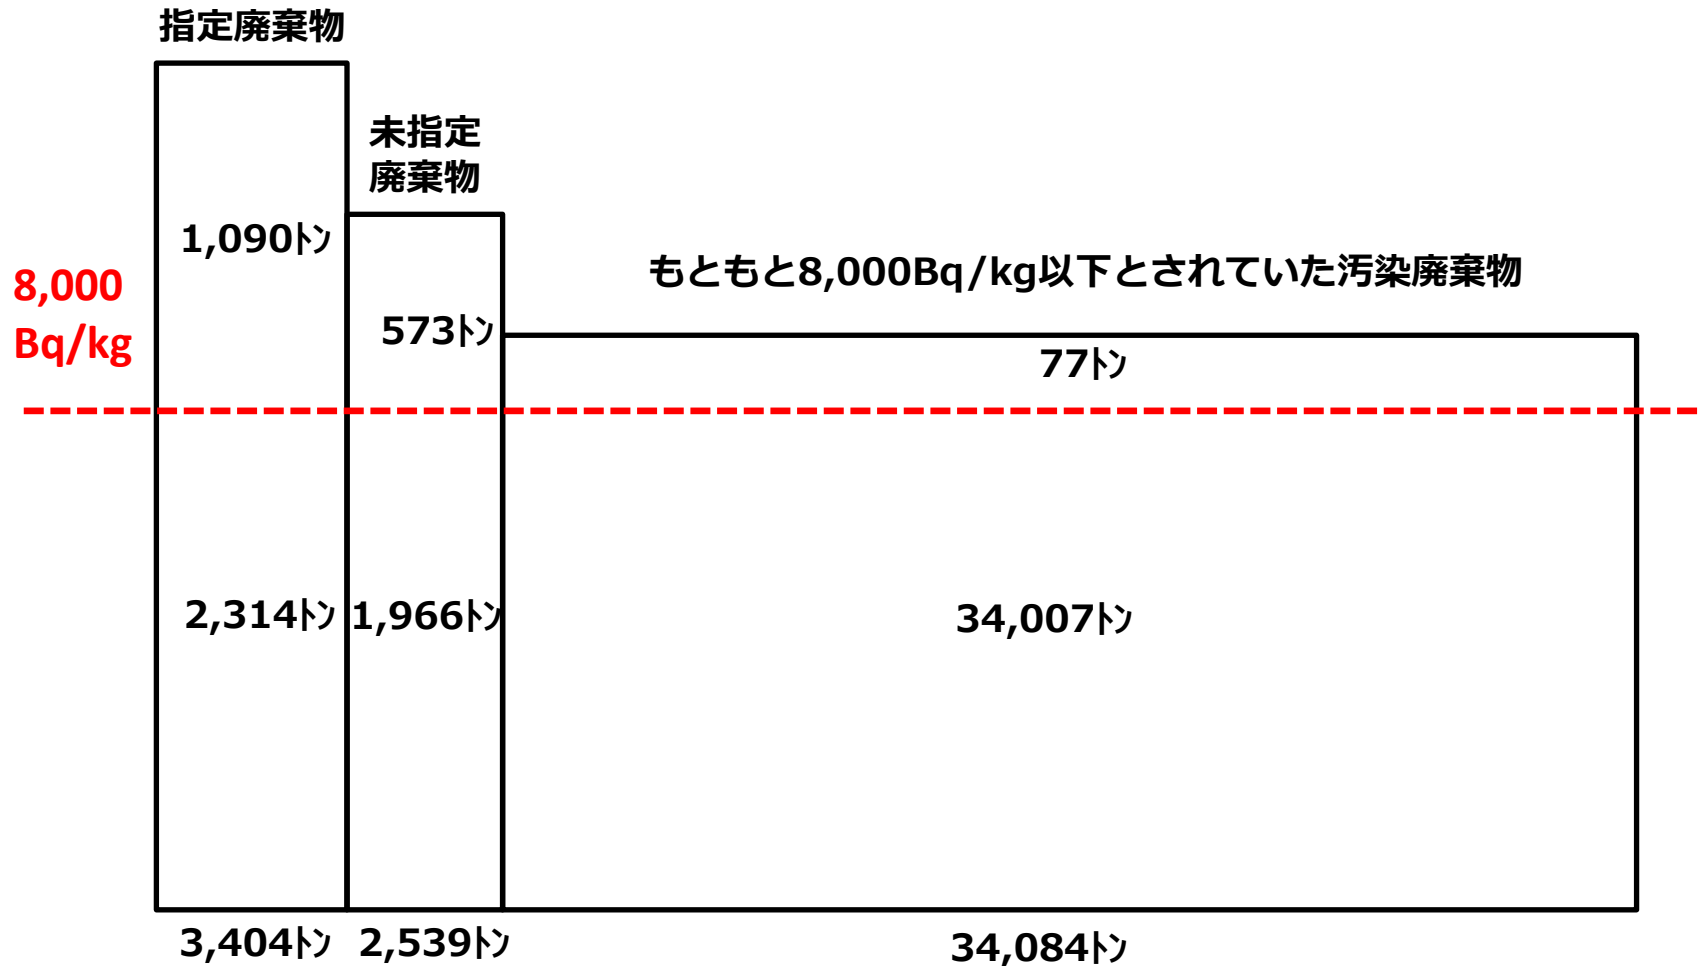 指定廃棄物
未指定
廃棄物
1,090㌧
8,000
Bq/kg
もともと8,000Bq/kg以下とされていた汚染廃棄物
573㌧
77㌧
2,314㌧
1,966㌧
34,007㌧
3,404㌧
2,539㌧
34,084㌧